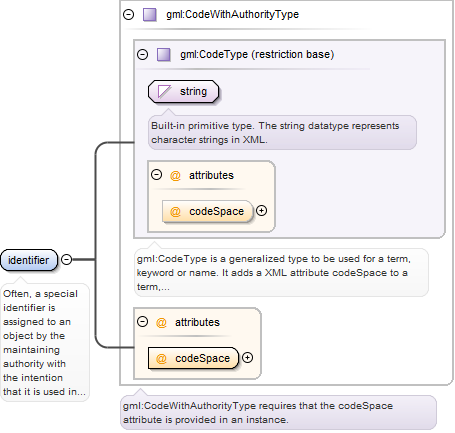 gml:CodeWithAuthorityType
gml:CodeType (restriction base)
string
Built-in primitive type. The string datatype represents
character strings in XML.
@ attributes
@ codeSpace
gml:CodeType is a generalized type to be used for a term,
keyword or name. It adds a XML attribute codeSpace to a
term,...
identifier
Often, a special
identifier is
assigned to an
object by the
maintaining
authority with
the intention
that it is used in...
@ attributes
@ codeSpace
gml:CodeWithAuthorityType requires that the codeSpace
attribute is provided in an instance.